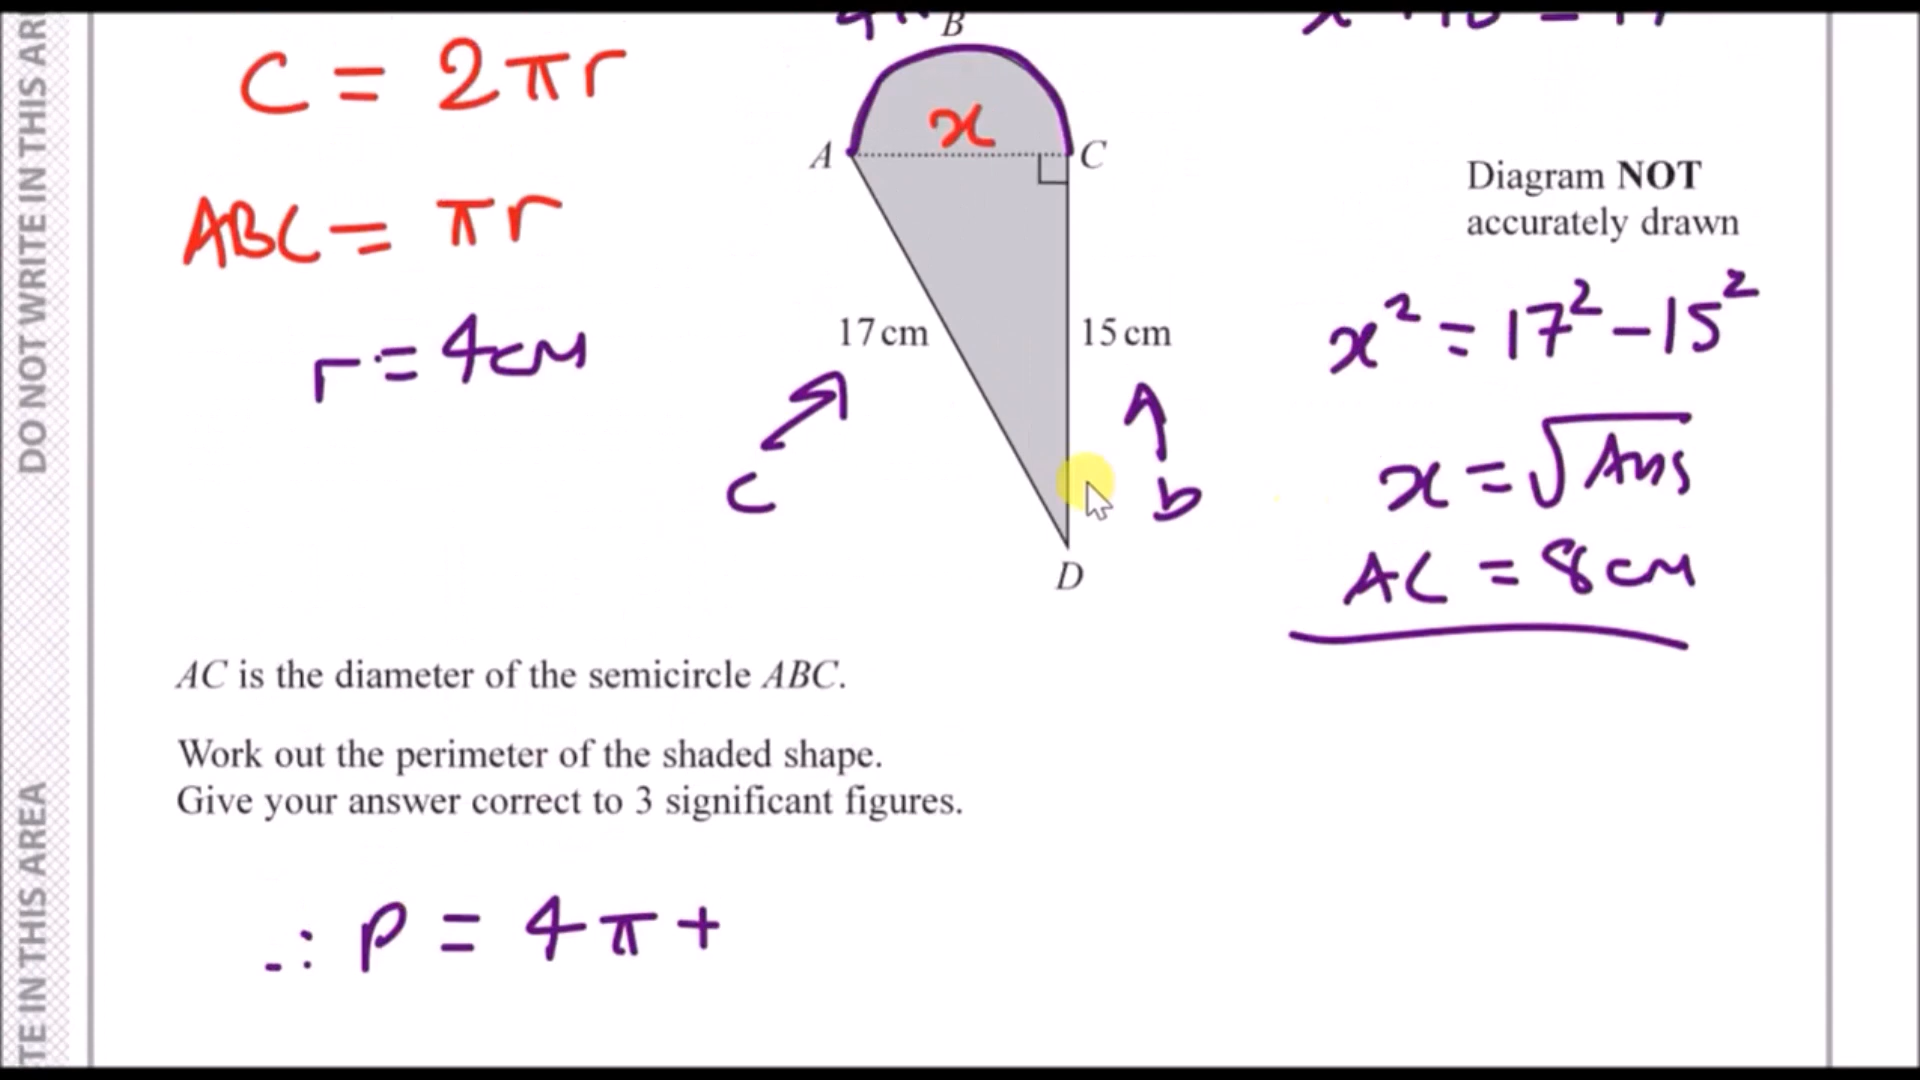 DO NOT WRITE IN THIS AR
B
C = 2πr
x
A
C
Diagram NOT
accurately drawn
ABC = πr
x² = 17² - 15²
17 cm
15 cm
r = 4cm
x = √Ans
c
b
AC = 8cm
D
AC is the diameter of the semicircle ABC.
Work out the perimeter of the shaded shape.
Give your answer correct to 3 significant figures.
∴ P = 4π +
TE IN THIS AREA